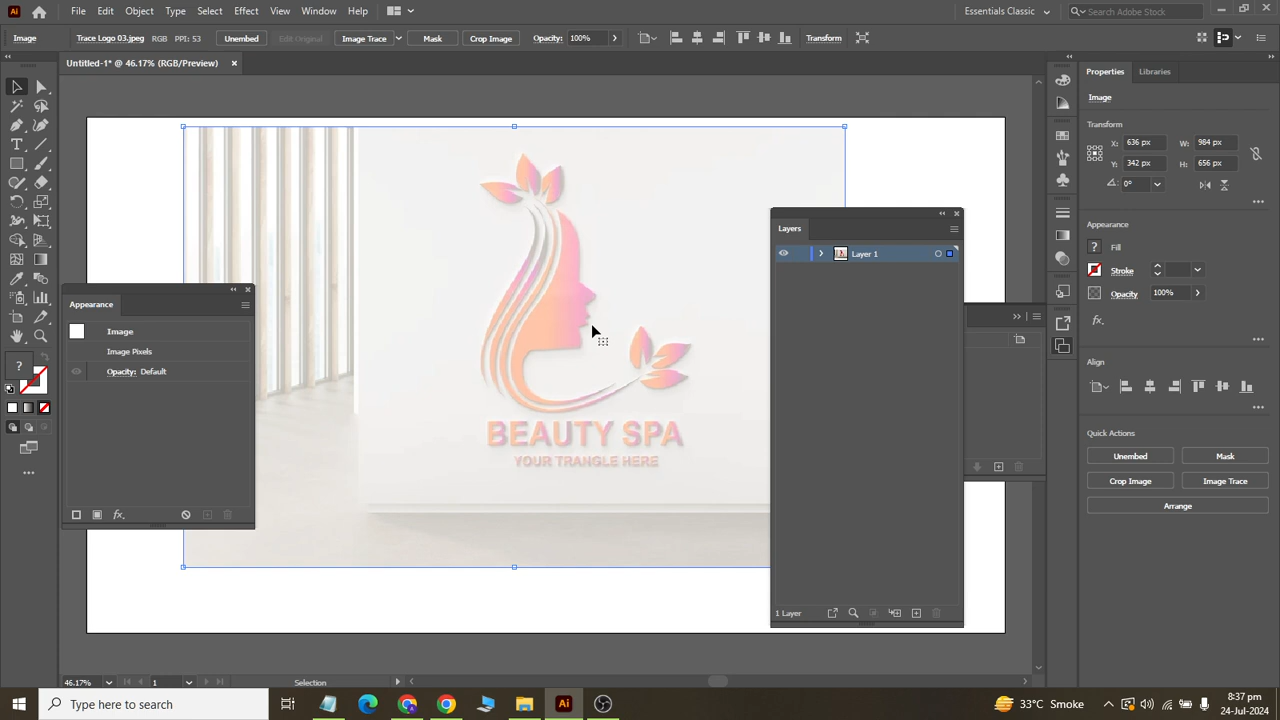 Ai File Edit Object Type Select Effect View Window Help Essentials Classic Search Adobe Stock
Image Trace Logo 03.jpeg RGB PPI: 53 Unembed Edit Original Image Trace Mask Crop Image Opacity: 100% Transform
Untitled-1* @ 46.17% (RGB/Preview)
Properties Libraries
Image
Transform
X: 636 px W: 984 px
Y: 342 px H: 656 px
0°
Appearance
? Fill
Stroke
Opacity 100%
fx.
Align
Quick Actions
Unembed Mask
Crop Image Image Trace
Arrange
Layers
Layer 1
1 Layer
Appearance
Image
Image Pixels
Opacity: Default
fx.
?
BEAUTY SPA
YOUR TRANGLE HERE
46.17% 1 Selection
Type here to search
Ai
33°C Smoke
8:37 pm
24-Jul-2024